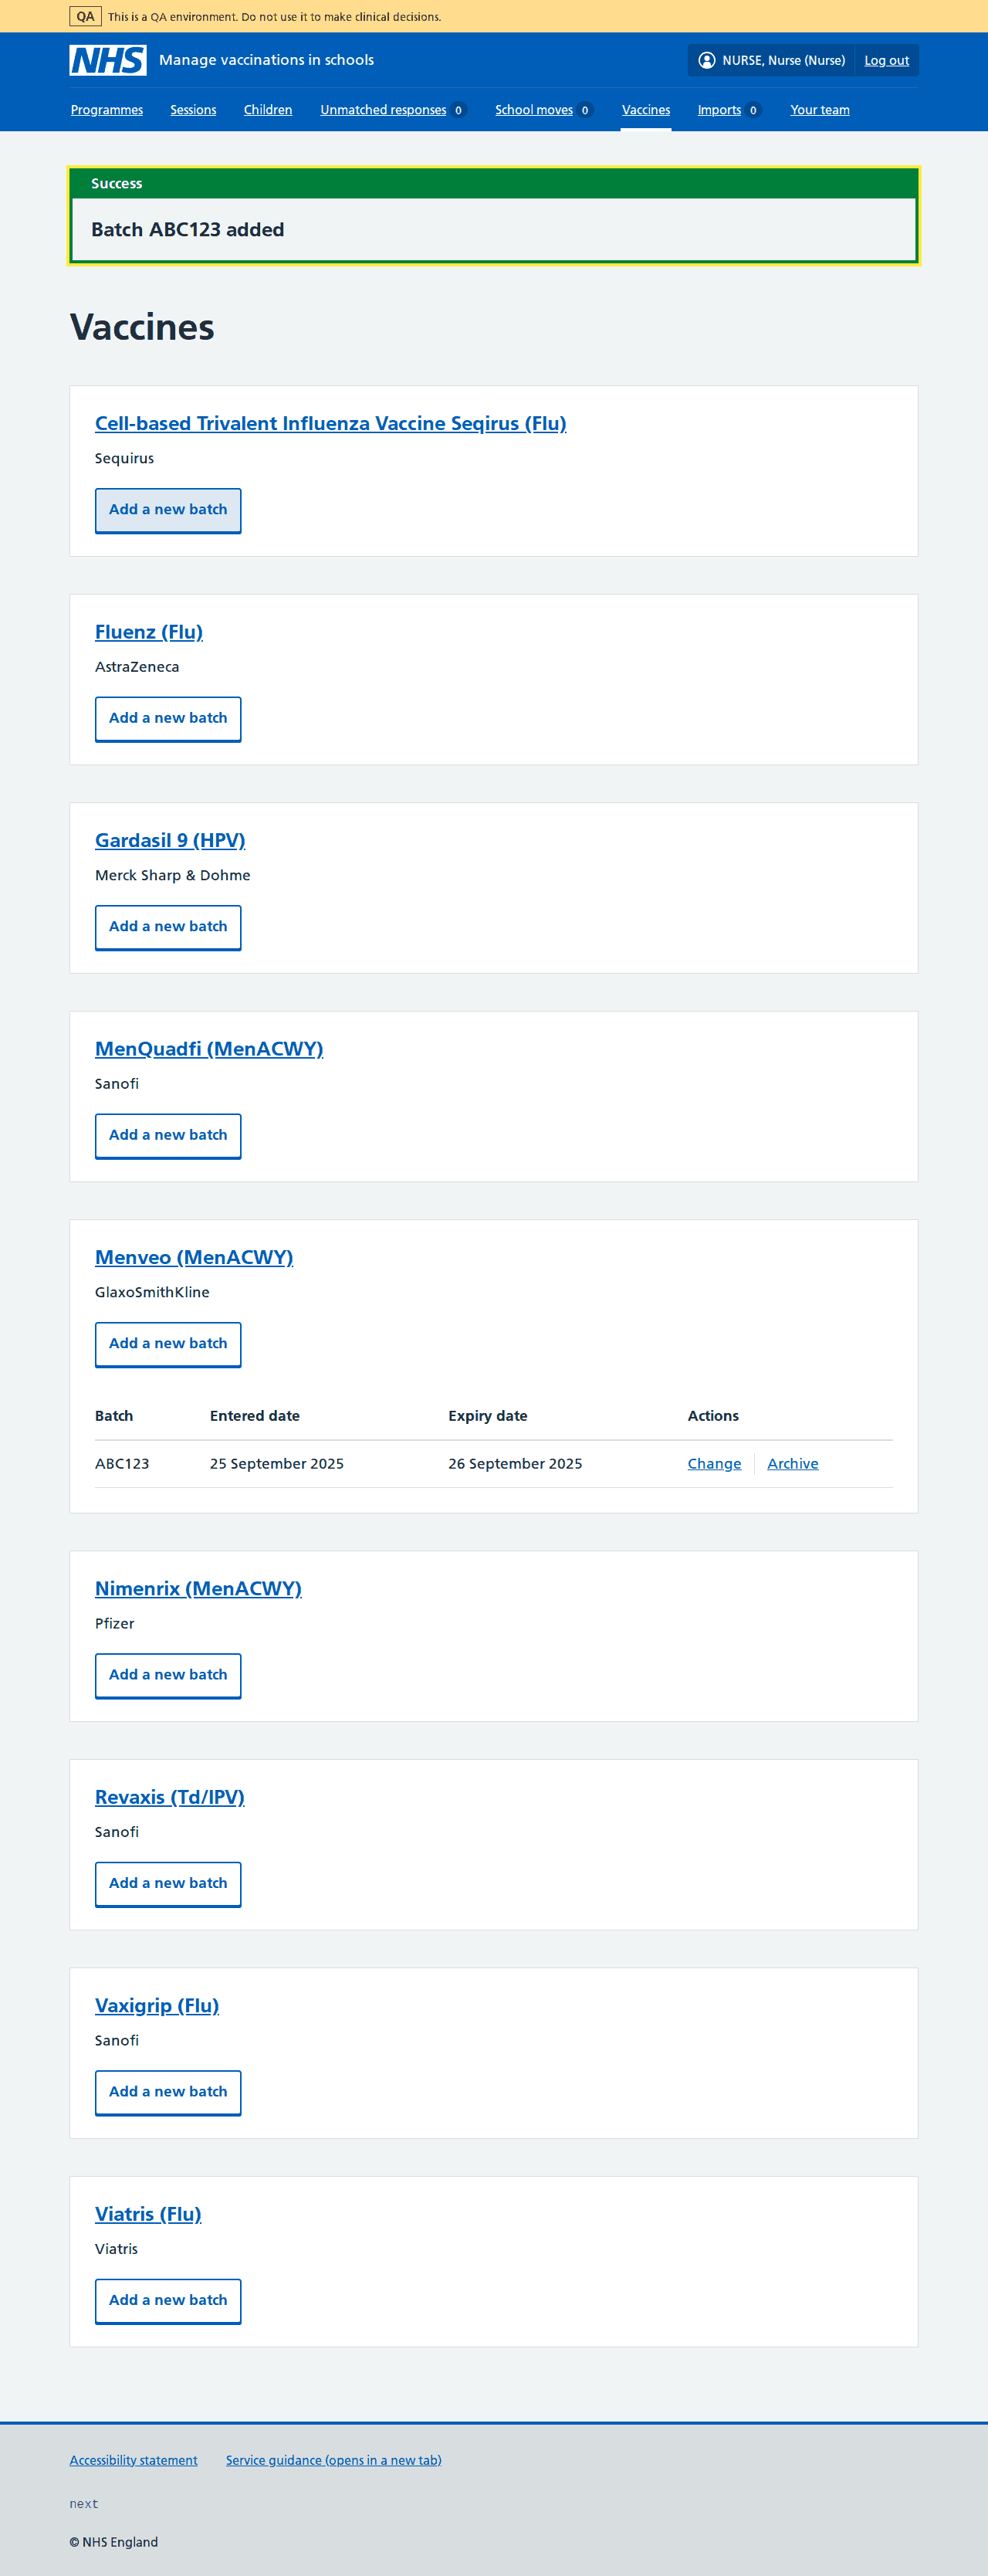 QA This is a QA environment. Do not use it to make clinical decisions.
NHS Manage vaccinations in schools NURSE, Nurse (Nurse) Log out
Programmes Sessions Children Unmatched responses 0 School moves 0 Vaccines Imports 0 Your team
Success
Batch ABC123 added
Vaccines
Cell-based Trivalent Influenza Vaccine Seqirus (Flu)
Sequirus
Add a new batch
Fluenz (Flu)
AstraZeneca
Add a new batch
Gardasil 9 (HPV)
Merck Sharp & Dohme
Add a new batch
MenQuadfi (MenACWY)
Sanofi
Add a new batch
Menveo (MenACWY)
GlaxoSmithKline
Add a new batch
Batch Entered date Expiry date Actions
ABC123 25 September 2025 26 September 2025 Change Archive
Nimenrix (MenACWY)
Pfizer
Add a new batch
Revaxis (Td/IPV)
Sanofi
Add a new batch
Vaxigrip (Flu)
Sanofi
Add a new batch
Viatris (Flu)
Viatris
Add a new batch
Accessibility statement Service guidance (opens in a new tab)
next
© NHS England